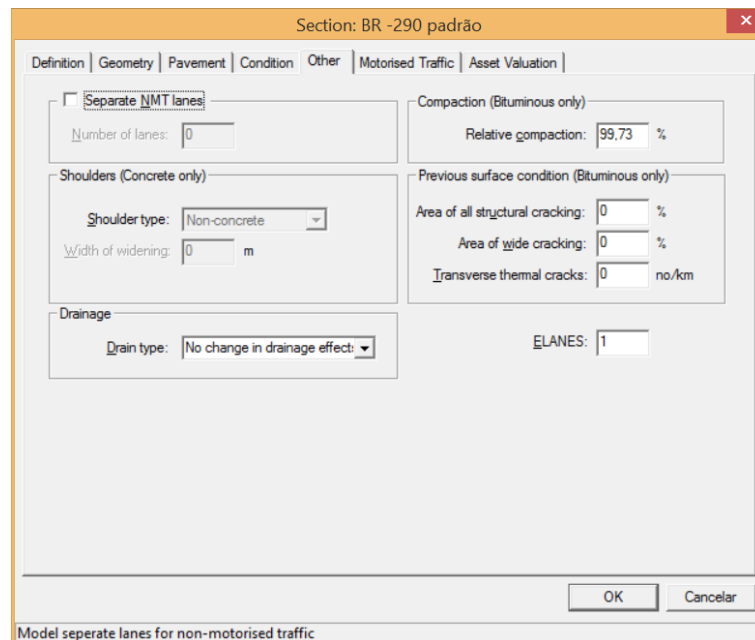 Section: BR -290 padrão
Definition Geometry Pavement Condition Other Motorised Traffic Asset Valuation
Separate NMT lanes
Number of lanes: 0
Shoulders (Concrete only)
Shoulder type: Non-concrete
Width of widening: 0 m
Drainage
Drain type: No change in drainage effect
Compaction (Bituminous only)
Relative compaction: 99,73 %
Previous surface condition (Bituminous only)
Area of all structural cracking: 0 %
Area of wide cracking: 0 %
Transverse thermal cracks: 0 no/km
ELANES: 1
OK Cancelar
Model seperate lanes for non-motorised traffic